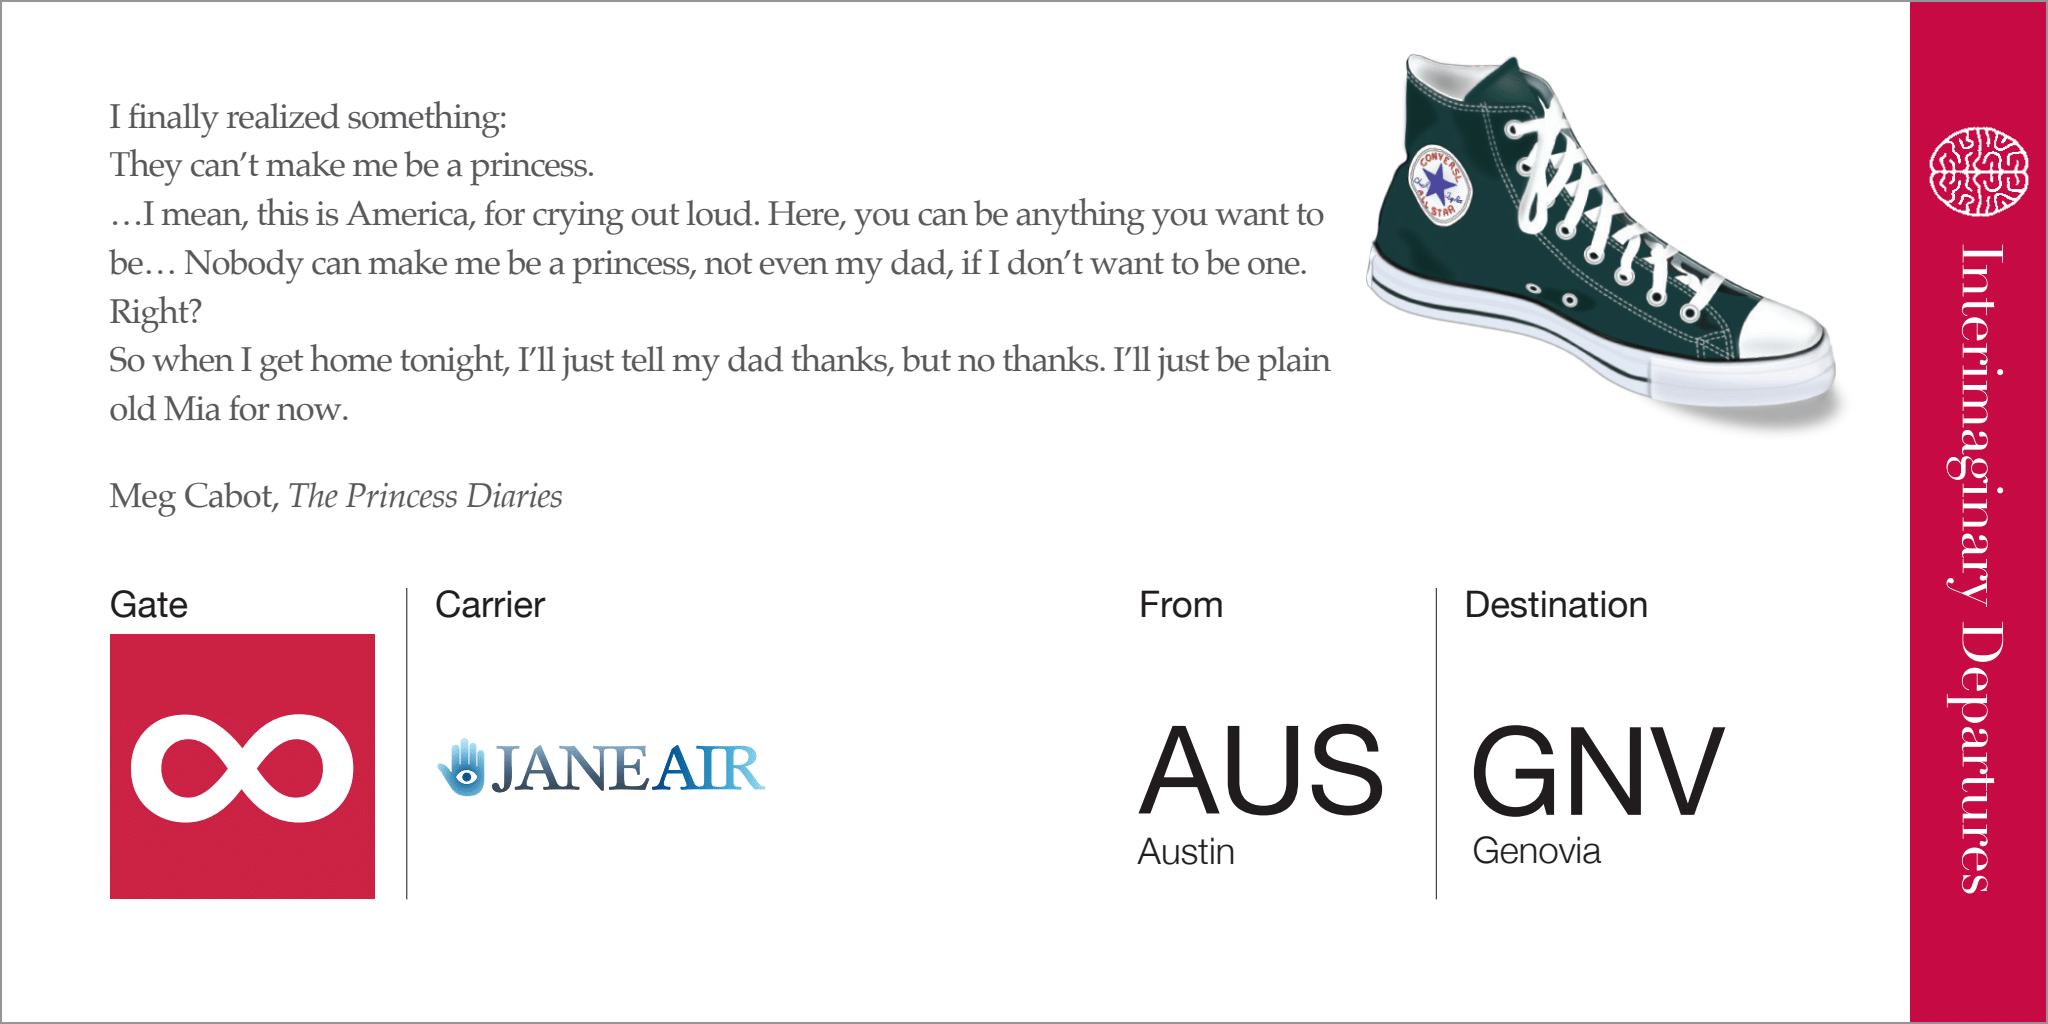 I finally realized something:
They can’t make me be a princess.
…I mean, this is America, for crying out loud. Here, you can be anything you want to
be… Nobody can make me be a princess, not even my dad, if I don’t want to be one.
Right?
So when I get home tonight, I’ll just tell my dad thanks, but no thanks. I’ll just be plain
old Mia for now.
Meg Cabot, The Princess Diaries
CONVERSE
ALL STAR
Gate
Carrier
JANEAIR
From
AUS
Austin
Destination
GNV
Genovia
Interimaginary Departures